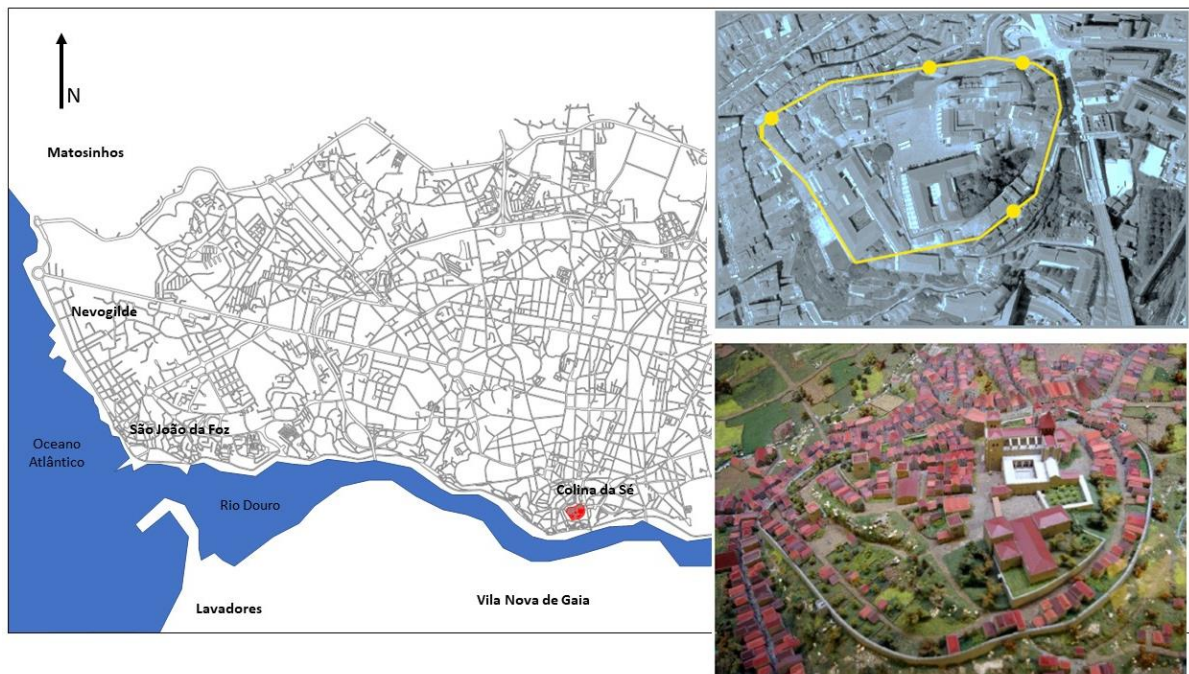 N
Matosinhos
Nevogilde
São João da Foz
Oceano
Atlântico
Rio Douro
Colina da Sé
Lavadores
Vila Nova de Gaia